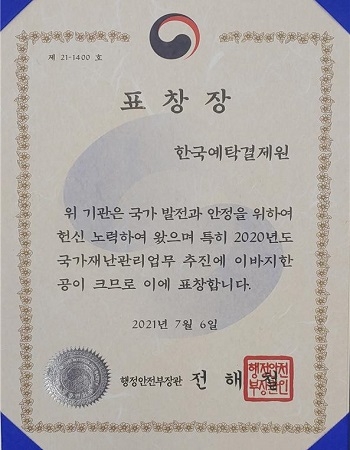 제 21-1400 호
표창장
한국예탁결제원
위 기관은 국가 발전과 안정을 위하여
헌신 노력하여 왔으며 특히 2020년도
국가재난관리업무 추진에 이바지한
공이 크므로 이에 표창합니다.
2021년 7월 6일
행정안전부장관 전 해 철
행정안전
부장관인